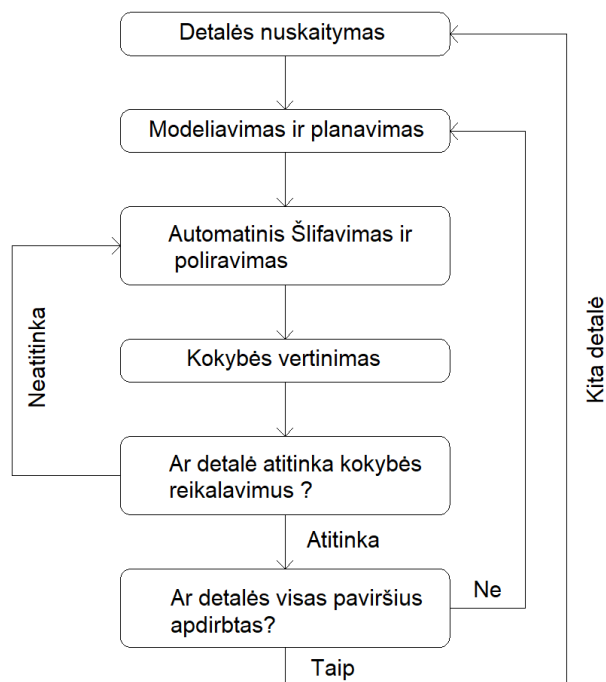 Detalės nuskaitymas
Modeliavimas ir planavimas
Automatinis Šlifavimas ir
poliravimas
Neatitinka
Kokybės vertinimas
Kita detalė
Ar detalė atitinka kokybės
reikalavimus ?
Atitinka
Ar detalės visas paviršius
apdirbtas?
Ne
Taip